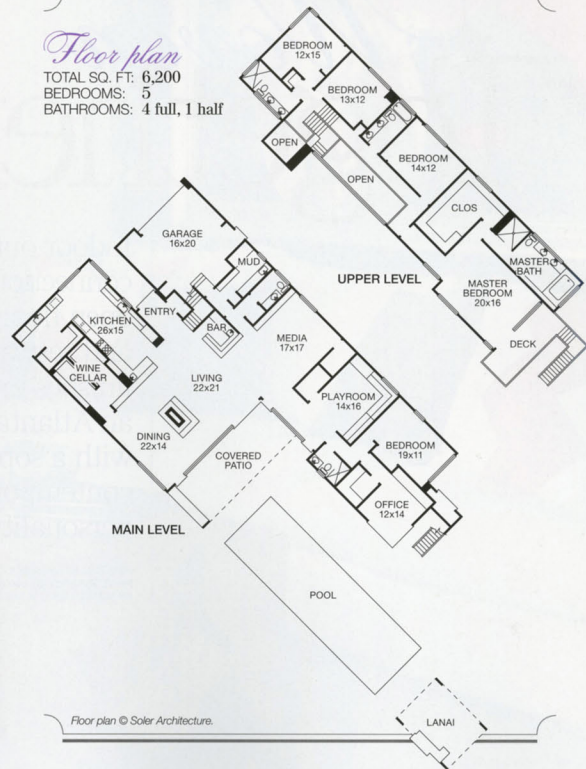 Floor plan
TOTAL SQ. FT: 6,200
BEDROOMS: 5
BATHROOMS: 4 full, 1 half
BEDROOM
12x15
BEDROOM
13x12
OPEN
OPEN
BEDROOM
14x12
CLOS
MASTER
BATH
MASTER
BEDROOM
20x16
DECK
UPPER LEVEL
GARAGE
16x20
MUD
ENTRY
KITCHEN
26x15
BAR
MEDIA
17x17
WINE
CELLAR
LIVING
22x21
PLAYROOM
14x16
DINING
22x14
COVERED
PATIO
BEDROOM
19x11
OFFICE
12x14
MAIN LEVEL
POOL
LANAI
Floor plan © Soler Architecture.